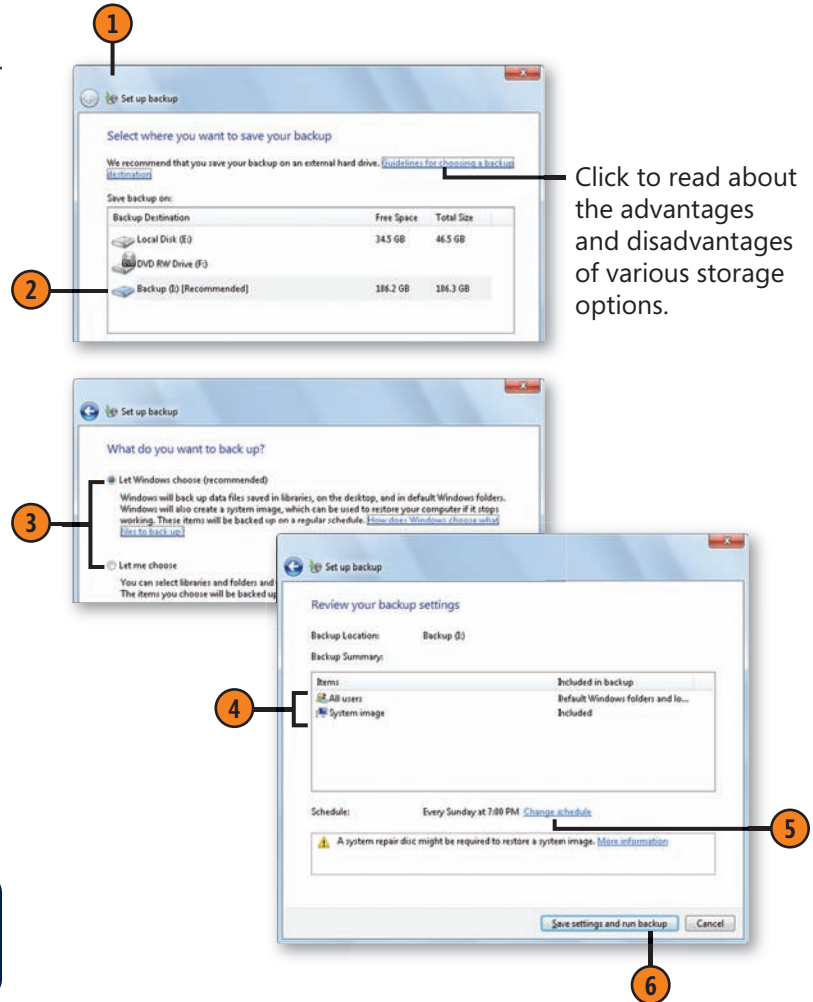 1
Set up backup
Select where you want to save your backup
We recommend that you save your backup on an external hard drive. Guidelines for choosing a backup
destination
Click to read about
the advantages
and disadvantages
of various storage
options.
Save backup on:
Backup Destination Free Space Total Size
Local Disk (E:) 34.5 GB 46.5 GB
DVD RW Drive (F:)
2
Backup (I:) [Recommended] 186.2 GB 186.3 GB
Set up backup
What do you want to back up?
Let Windows choose (recommended)
Windows will back up data files saved in libraries, on the desktop, and in default Windows folders.
Windows will also create a system image, which can be used to restore your computer if it stops
working. These items will be backed up on a regular schedule. How does Windows choose what
files to back up?
3
Let me choose
You can select libraries and folders and
The items you choose will be backed up
Set up backup
Review your backup settings
Backup Location: Backup (I:)
Backup Summary:
Items Included in backup
All users Default Windows folders and lo...
System image Included
4
Schedule: Every Sunday at 7:00 PM Change schedule
5
A system repair disc might be required to restore a system image. More information
Save settings and run backup Cancel
6